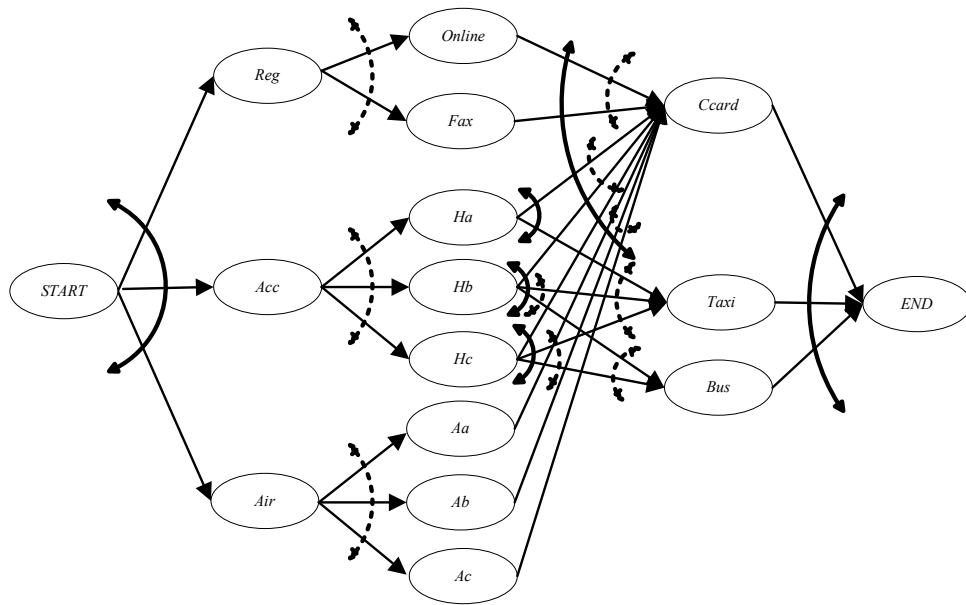 Online
Reg
Ccard
Fax
Ha
START
Acc
Hb
Taxi
END
Hc
Bus
Aa
Air
Ab
Ac